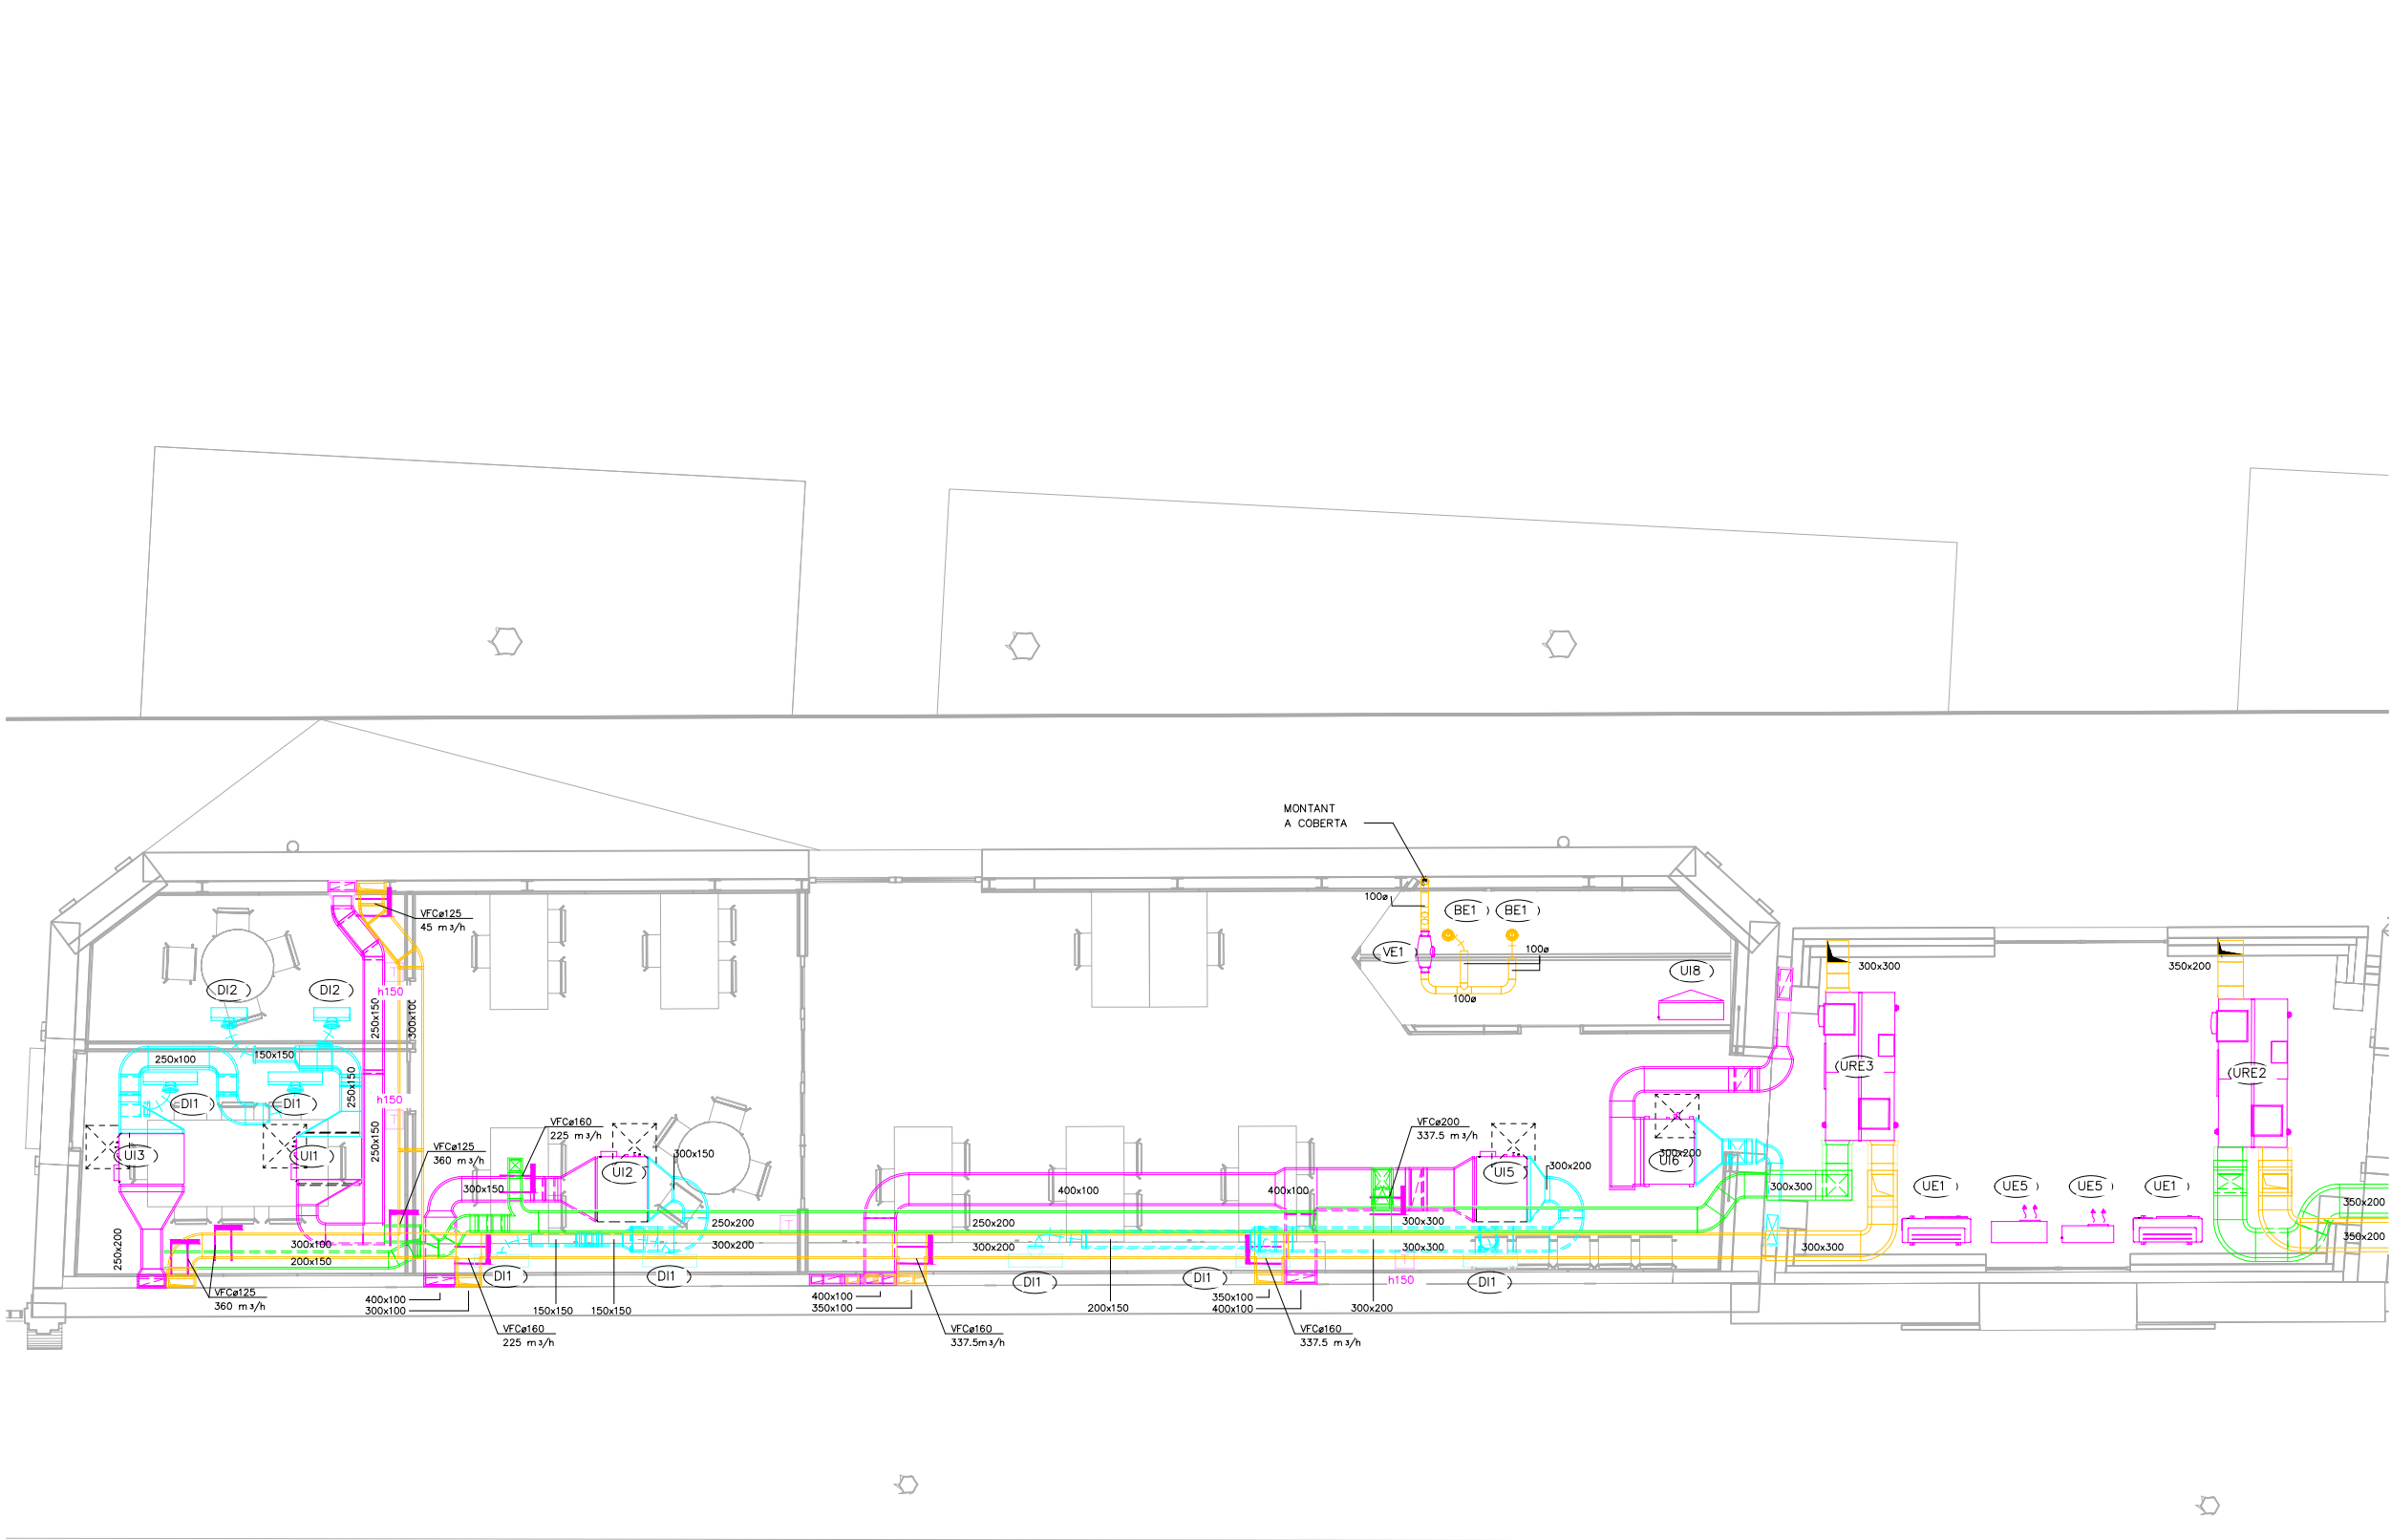 MONTANT
A COBERTA
100ø
BE1
BE1
VE1
100ø
100ø
UI8
VFCø125
45 m³/h
h150
250x150
300x100
DI2
DI2
250x100
150x150
250x150
h150
DI1
DI1
250x150
UI3
UI1
VFCø125
360 m³/h
VFCø160
225 m³/h
300x150
UI2
300x150
250x200
300x100
200x150
VFCø125
360 m³/h
400x100
300x100
DI1
DI1
150x150
150x150
VFCø160
225 m³/h
250x200
300x200
250x200
300x200
400x100
400x100
VFCø200
337.5 m³/h
UI5
300x200
300x200
UI6
300x300
300x300
h150
400x100
350x100
DI1
DI1
DI1
350x100
400x100
200x150
300x200
VFCø160
337.5m³/h
VFCø160
337.5 m³/h
300x300
350x200
URE3
URE2
300x300
300x300
UE1
UE5
UE5
UE1
350x200
350x200